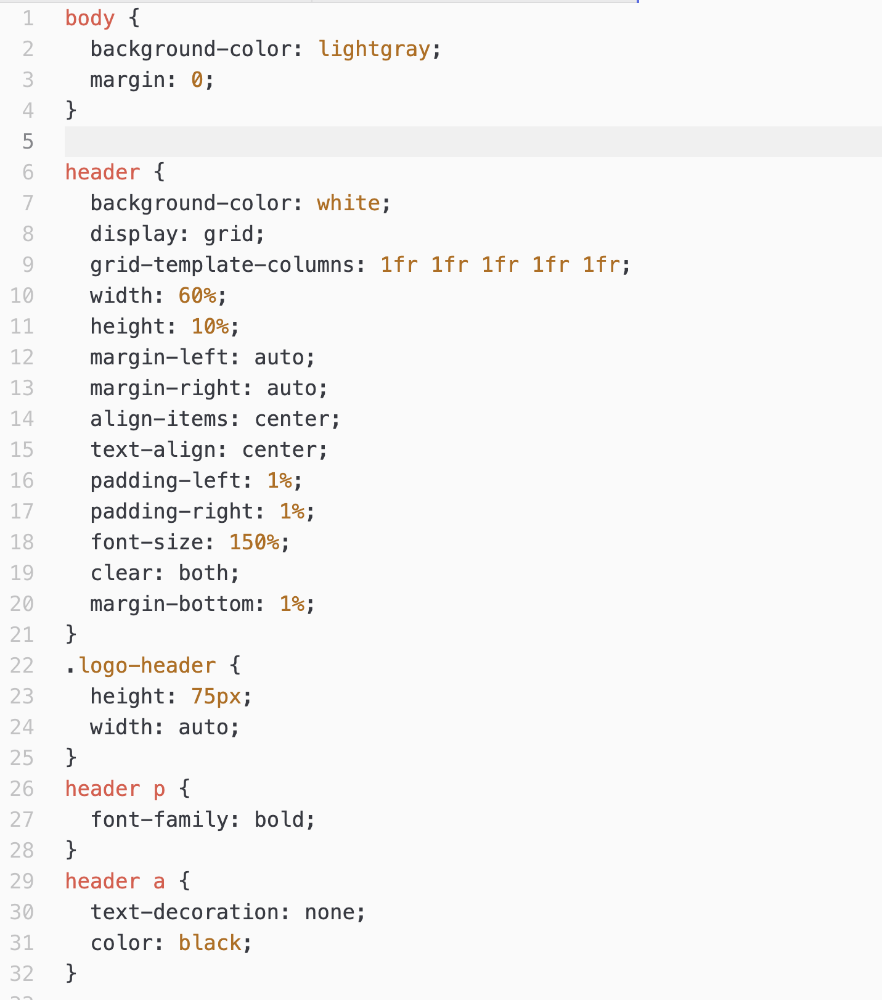 1 body {
2   background-color: lightgray;
3   margin: 0;
4 }
5
6 header {
7   background-color: white;
8   display: grid;
9   grid-template-columns: 1fr 1fr 1fr 1fr 1fr;
10   width: 60%;
11   height: 10%;
12   margin-left: auto;
13   margin-right: auto;
14   align-items: center;
15   text-align: center;
16   padding-left: 1%;
17   padding-right: 1%;
18   font-size: 150%;
19   clear: both;
20   margin-bottom: 1%;
21 }
22 .logo-header {
23   height: 75px;
24   width: auto;
25 }
26 header p {
27   font-family: bold;
28 }
29 header a {
30   text-decoration: none;
31   color: black;
32 }